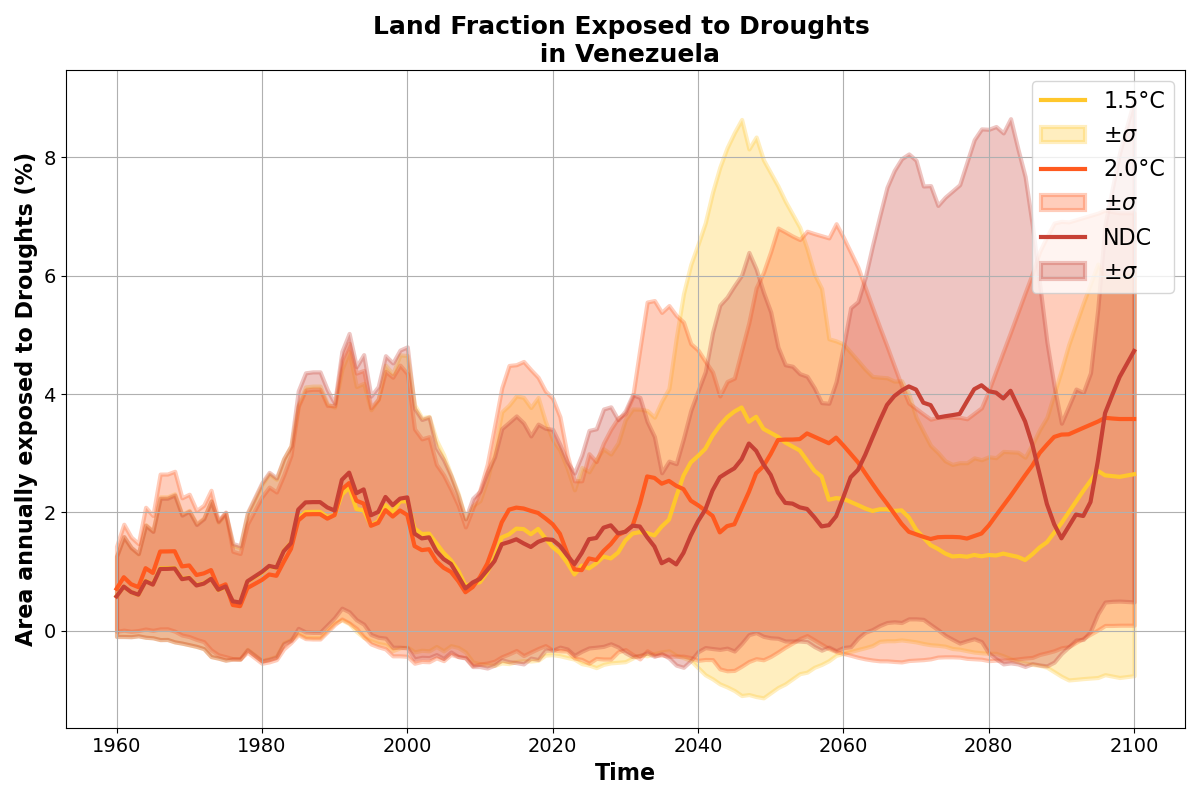 Land Fraction Exposed to Droughts
in Venezuela
Area annually exposed to Droughts (%)
8
6
4
2
0
1960 1980 2000 2020 2040 2060 2080 2100
Time
1.5°C
±σ
2.0°C
±σ
NDC
±σ